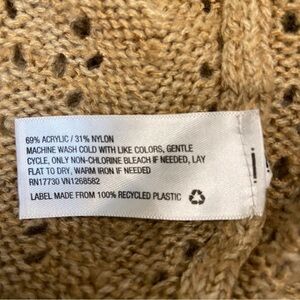 69% ACRYLIC / 31% NYLON
MACHINE WASH COLD WITH LIKE COLORS, GENTLE
CYCLE, ONLY NON-CHLORINE BLEACH IF NEEDED, LAY
FLAT TO DRY, WARM IRON IF NEEDED
RN17730 VN1268582
LABEL MADE FROM 100% RECYCLED PLASTIC